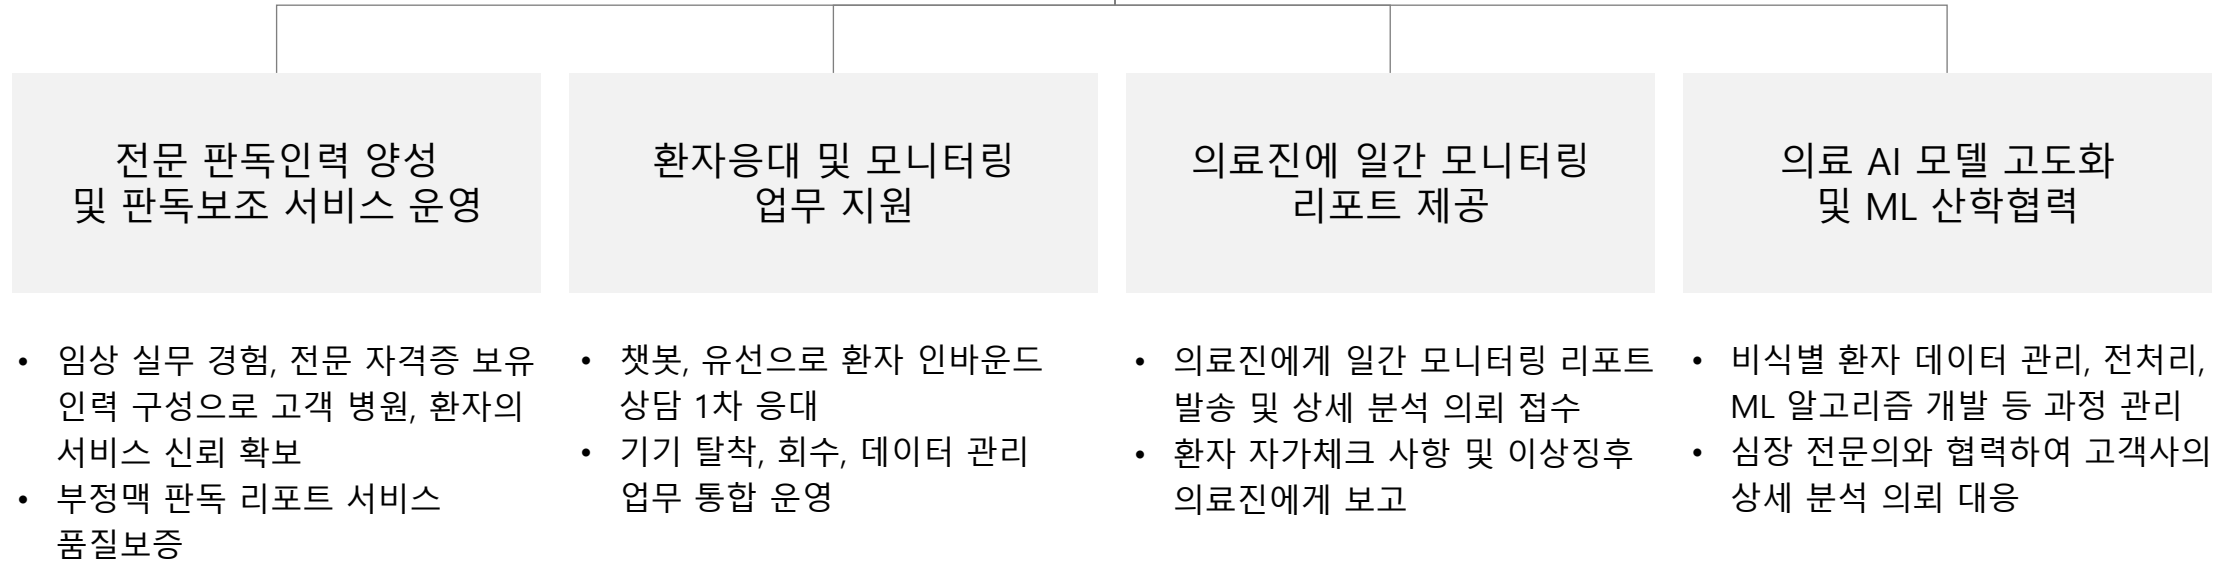 전문 판독인력 양성
및 판독보조 서비스 운영
• 임상 실무 경험, 전문 자격증 보유
인력 구성으로 고객 병원, 환자의
서비스 신뢰 확보
• 부정맥 판독 리포트 서비스
품질보증
환자응대 및 모니터링
업무 지원
• 챗봇, 유선으로 환자 인바운드
상담 1차 응대
• 기기 탈착, 회수, 데이터 관리
업무 통합 운영
의료진에 일간 모니터링
리포트 제공
• 의료진에게 일간 모니터링 리포트
발송 및 상세 분석 의뢰 접수
• 환자 자가체크 사항 및 이상징후
의료진에게 보고
의료 AI 모델 고도화
및 ML 산학협력
• 비식별 환자 데이터 관리, 전처리,
ML 알고리즘 개발 등 과정 관리
• 심장 전문의와 협력하여 고객사의
상세 분석 의뢰 대응